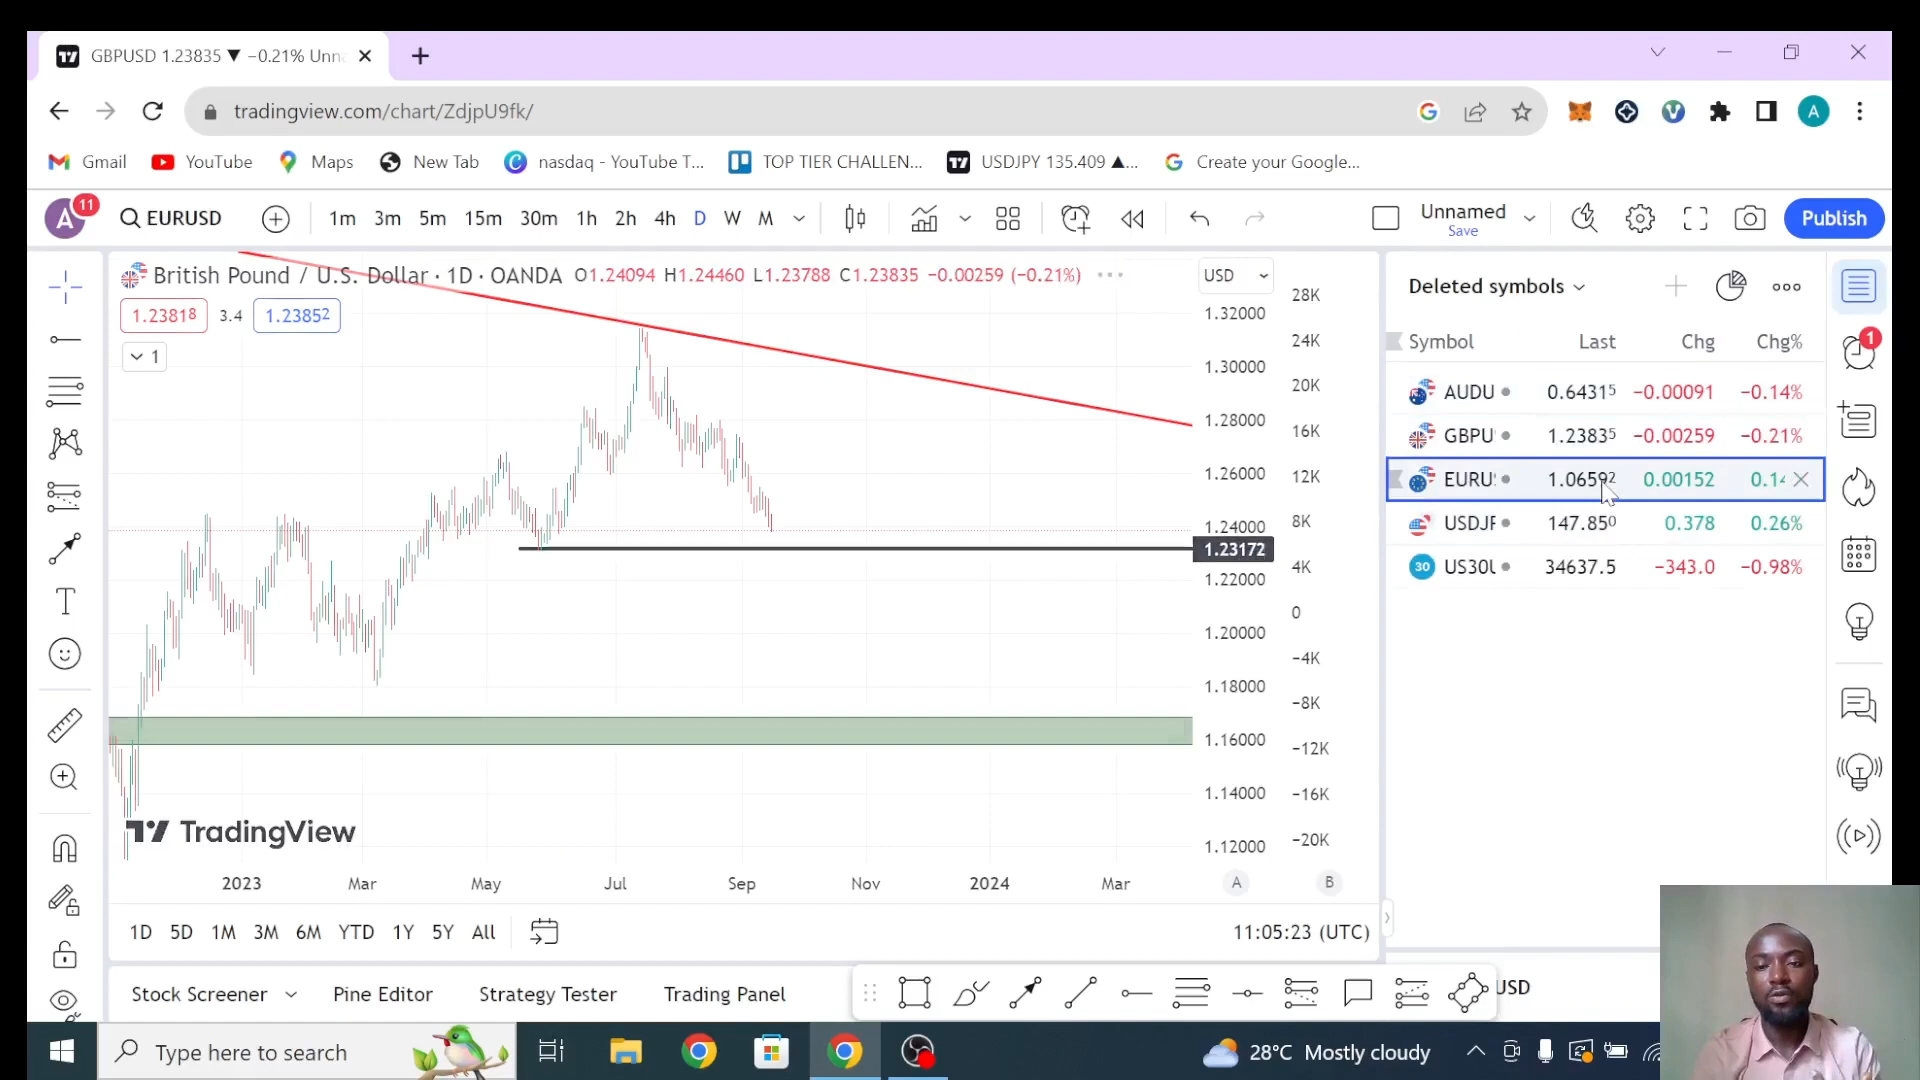 GBPUSD 1.23835 ▼ −0.21% Unna
tradingview.com/chart/ZdjpU9fk/
A
Gmail YouTube Maps New Tab nasdaq - YouTube T... TOP TIER CHALLEN... USDJPY 135.409 ▲... Create your Google...
A 11 EURUSD 1m 3m 5m 15m 30m 1h 2h 4h D W M Unnamed Save Publish
British Pound / U.S. Dollar · 1D · OANDA O1.24094 H1.24460 L1.23788 C1.23835 −0.00259 (−0.21%)
USD
1.23818 3.4 1.23852
1
28K
1.32000
24K
1.30000
20K
1.28000
16K
1.26000
12K
1.24000
8K
1.23172
4K
1.22000
0
1.20000
−4K
1.18000
−8K
1.16000
−12K
1.14000
−16K
1.12000
−20K
TradingView
2023 Mar May Jul Sep Nov 2024 Mar A B
1D 5D 1M 3M 6M YTD 1Y 5Y All 11:05:23 (UTC)
Stock Screener Pine Editor Strategy Tester Trading Panel
USD
Deleted symbols
Symbol Last Chg Chg%
AUDU 0.64315 −0.00091 −0.14%
GBPU 1.23835 −0.00259 −0.21%
EURU 1.06592 0.00152 0.14
USDJP 147.850 0.378 0.26%
30 US30U 34637.5 −343.0 −0.98%
1
Type here to search
28°C Mostly cloudy